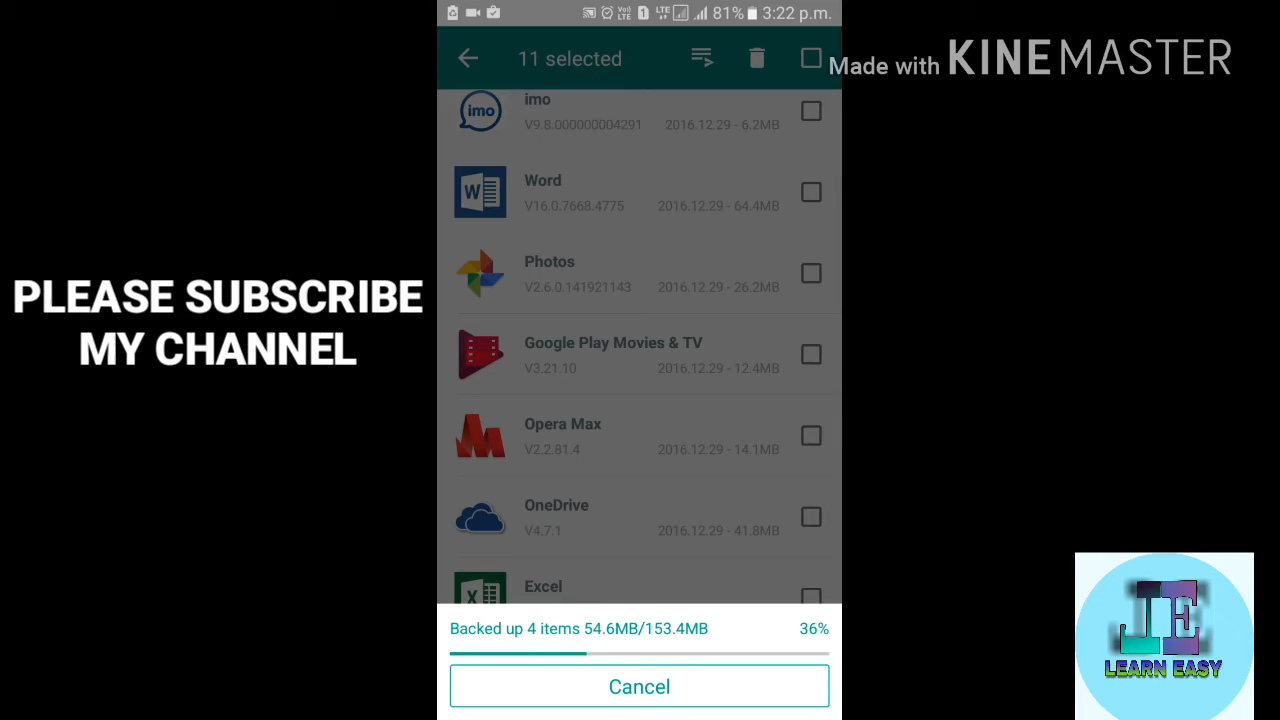 81% 3:22 p.m.
11 selected
Made with KINEMASTER
imo
imo
V9.8.000000004291 2016.12.29 - 6.2MB
Word
V16.0.7668.4775 2016.12.29 - 64.4MB
Photos
V2.6.0.141921143 2016.12.29 - 26.2MB
PLEASE SUBSCRIBE
MY CHANNEL
Google Play Movies & TV
V3.21.10 2016.12.29 - 12.4MB
Opera Max
V2.2.81.4 2016.12.29 - 14.1MB
OneDrive
V4.7.1 2016.12.29 - 41.8MB
Excel
Backed up 4 items 54.6MB/153.4MB 36%
Cancel
LEARN EASY